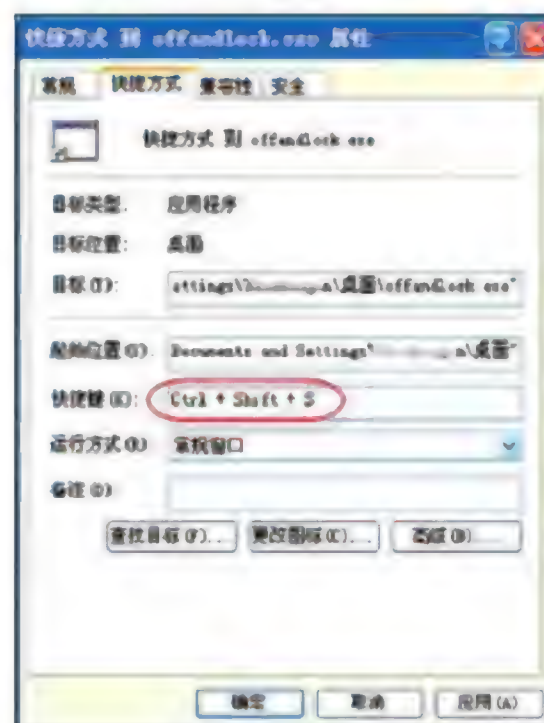 快捷方式 到 offandlock.exe 属性
常规 快捷方式 兼容性 安全
快捷方式 到 offandlock exe
目标类型: 应用程序
目标位置: 桌面
目标(T): ettings\ n\桌面\offandlock exe"
起始位置(S): Documents and Settings\ n\桌面"
快捷键(K): Ctrl + Shift + S
运行方式(R) 常规窗口
备注(O)
查找目标(F)... 更改图标(C)... 高级(D)...
确定 取消 应用(A)